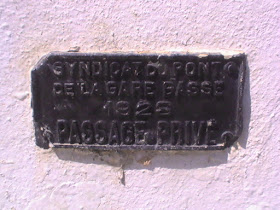 SYNDICAT DU PONT
DE LA GARE BASSE
1928
PASSAGE PRIVÉ